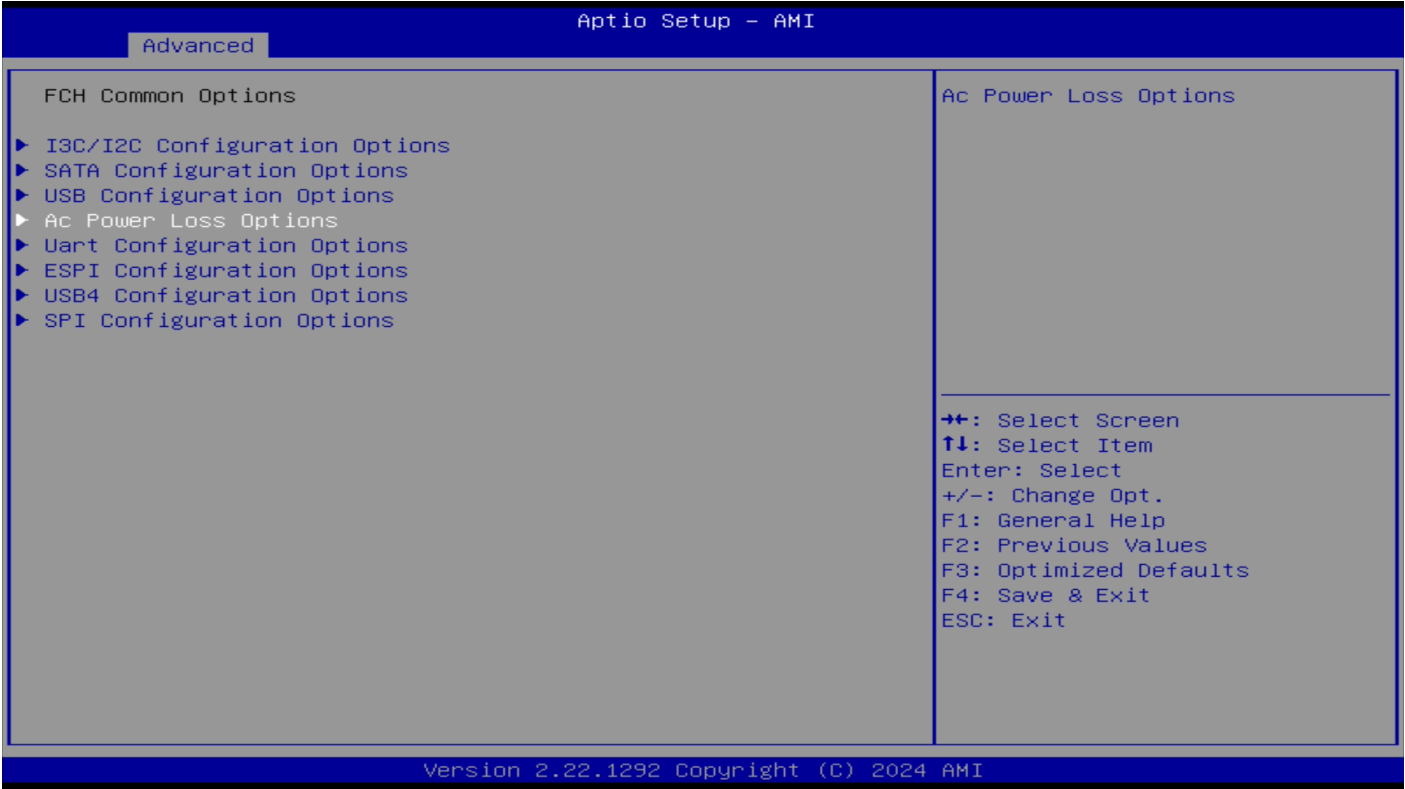 Aptio Setup – AMI
Advanced
FCH Common Options
▶ I3C/I2C Configuration Options
▶ SATA Configuration Options
▶ USB Configuration Options
▶ Ac Power Loss Options
▶ Uart Configuration Options
▶ ESPI Configuration Options
▶ USB4 Configuration Options
▶ SPI Configuration Options
Ac Power Loss Options
→←: Select Screen
↑↓: Select Item
Enter: Select
+/-: Change Opt.
F1: General Help
F2: Previous Values
F3: Optimized Defaults
F4: Save & Exit
ESC: Exit
Version 2.22.1292 Copyright (C) 2024 AMI